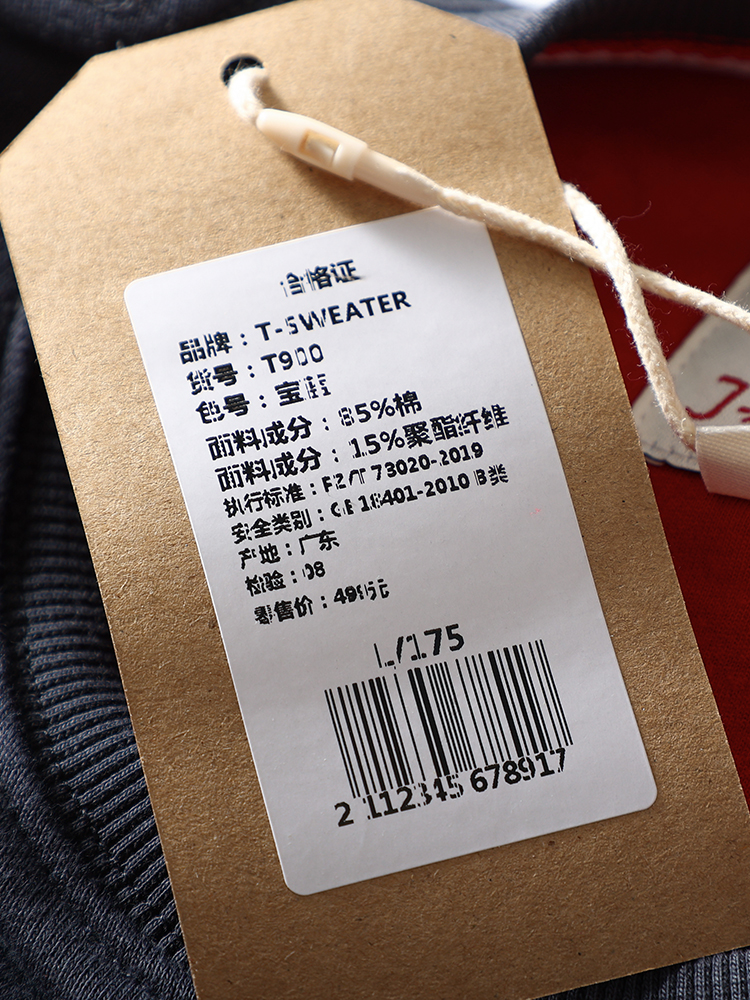 合格证
品牌：T-SWEATER
货号：T900
色号：宝蓝
面料成分：85%棉
面料成分：15%聚酯纤维
执行标准：FZ/T 73020-2019
安全类别：GB 18401-2010 B类
产地：广东
检验：08
零售价：499元
L/175
2 112345 678917